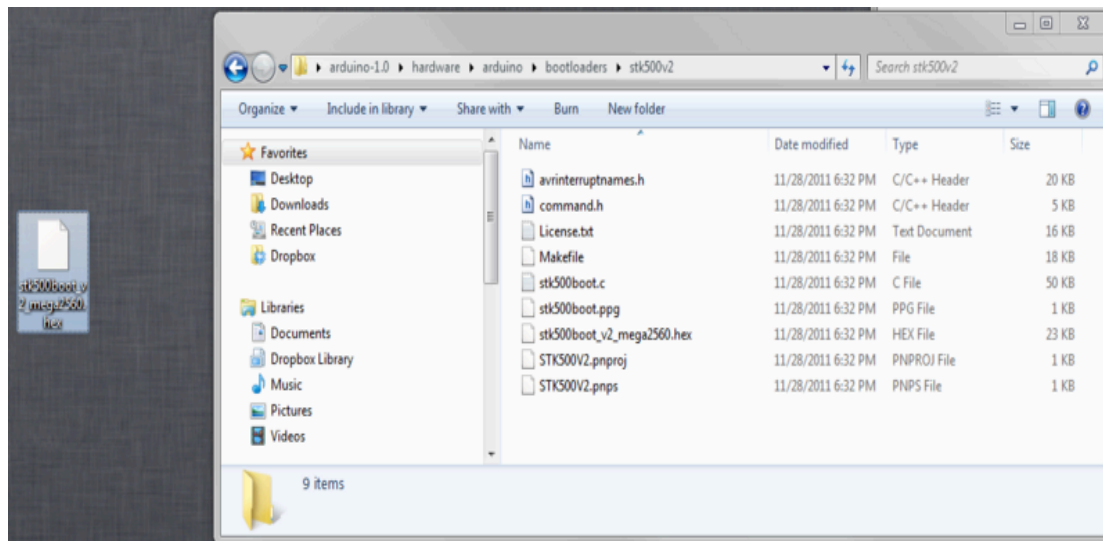 arduino-1.0 hardware arduino bootloaders stk500v2 Search stk500v2
Organize Include in library Share with Burn New folder
Favorites
Desktop
Downloads
Recent Places
Dropbox
Libraries
Documents
Dropbox Library
Music
Pictures
Videos
Name Date modified Type Size
avrinterruptnames.h 11/28/2011 6:32 PM C/C++ Header 20 KB
command.h 11/28/2011 6:32 PM C/C++ Header 5 KB
License.txt 11/28/2011 6:32 PM Text Document 16 KB
Makefile 11/28/2011 6:32 PM File 18 KB
stk500boot.c 11/28/2011 6:32 PM C File 50 KB
stk500boot.ppg 11/28/2011 6:32 PM PPG File 1 KB
stk500boot_v2_mega2560.hex 11/28/2011 6:32 PM HEX File 23 KB
STK500V2.pnproj 11/28/2011 6:32 PM PNPROJ File 1 KB
STK500V2.pnps 11/28/2011 6:32 PM PNPS File 1 KB
9 items
stk500boot_v
2_mega2560.
hex